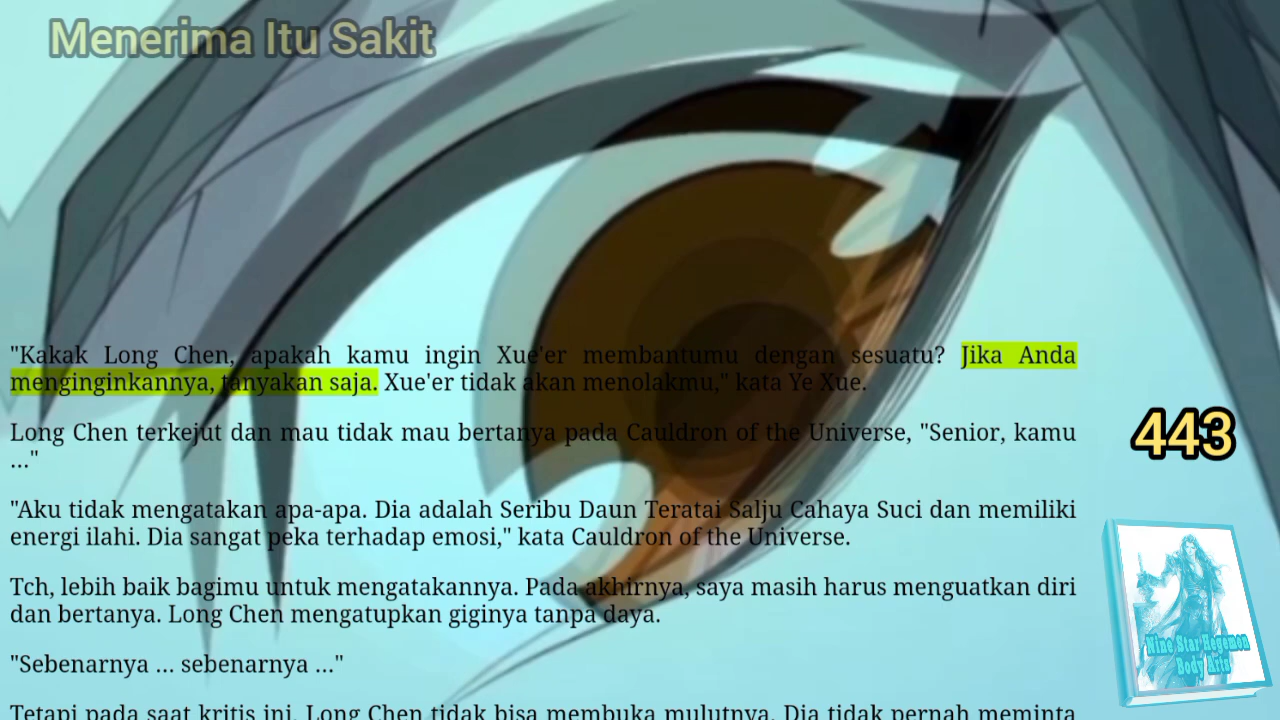 Menerima Itu Sakit
"Kakak Long Chen, apakah kamu ingin Xue'er membantumu dengan sesuatu? Jika Anda
menginginkannya, tanyakan saja. Xue'er tidak akan menolakmu," kata Ye Xue.
Long Chen terkejut dan mau tidak mau bertanya pada Cauldron of the Universe, "Senior, kamu
..."
"Aku tidak mengatakan apa-apa. Dia adalah Seribu Daun Teratai Salju Cahaya Suci dan memiliki
energi ilahi. Dia sangat peka terhadap emosi," kata Cauldron of the Universe.
Tch, lebih baik bagimu untuk mengatakannya. Pada akhirnya, saya masih harus menguatkan diri
dan bertanya. Long Chen mengatupkan giginya tanpa daya.
"Sebenarnya ... sebenarnya ..."
Tetapi pada saat kritis ini, Long Chen tidak bisa membuka mulutnya. Dia tidak pernah meminta
443
Nine Star Hegemon
Body Arts